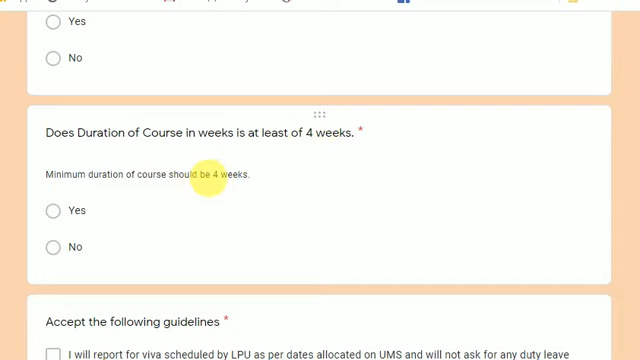 Yes
No
Does Duration of Course in weeks is at least of 4 weeks. *
Minimum duration of course should be 4 weeks.
Yes
No
Accept the following guidelines *
I will report for viva scheduled by LPU as per dates allocated on UMS and will not ask for any duty leave